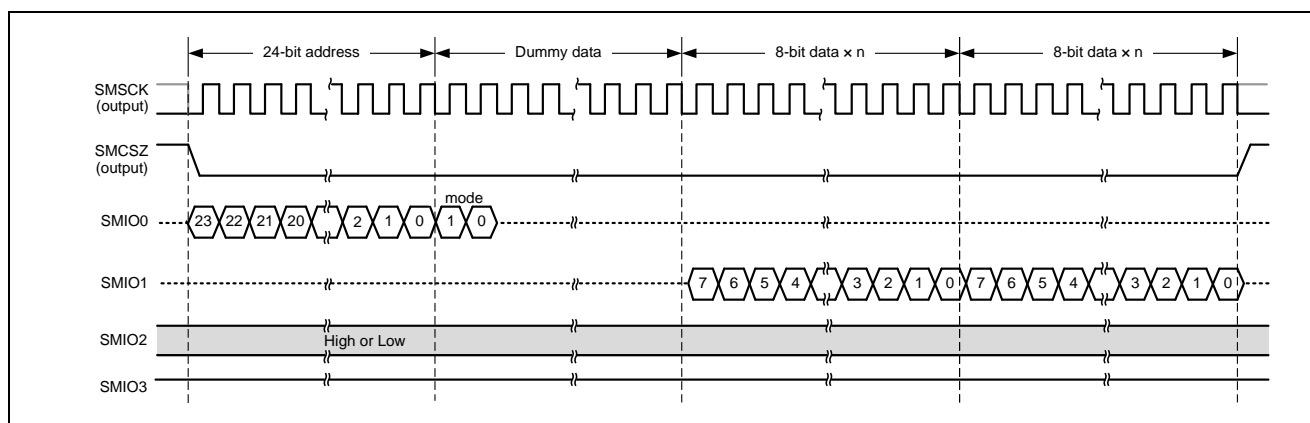 24-bit address Dummy data 8-bit data × n 8-bit data × n
SMSCK
(output)
SMCSZ
(output)
mode
SMIO0 23 22 21 20 2 1 0 1 0
SMIO1 7 6 5 4 3 2 1 0 7 6 5 4 3 2 1 0
SMIO2 High or Low
SMIO3